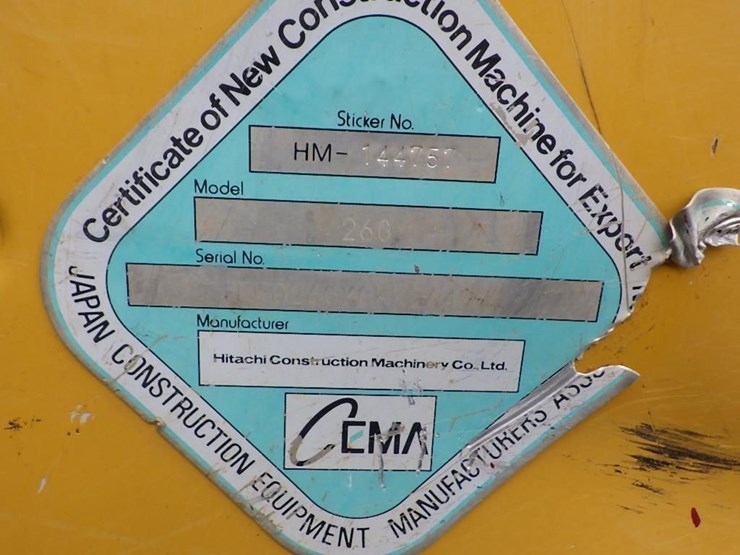 Certificate of New Construction Machine for Export
Sticker No.
HM- 144757
Model
260
Serial No.
Manufacturer
Hitachi Construction Machinery Co., Ltd.
CEMA
JAPAN CONSTRUCTION EQUIPMENT MANUFACTURERS